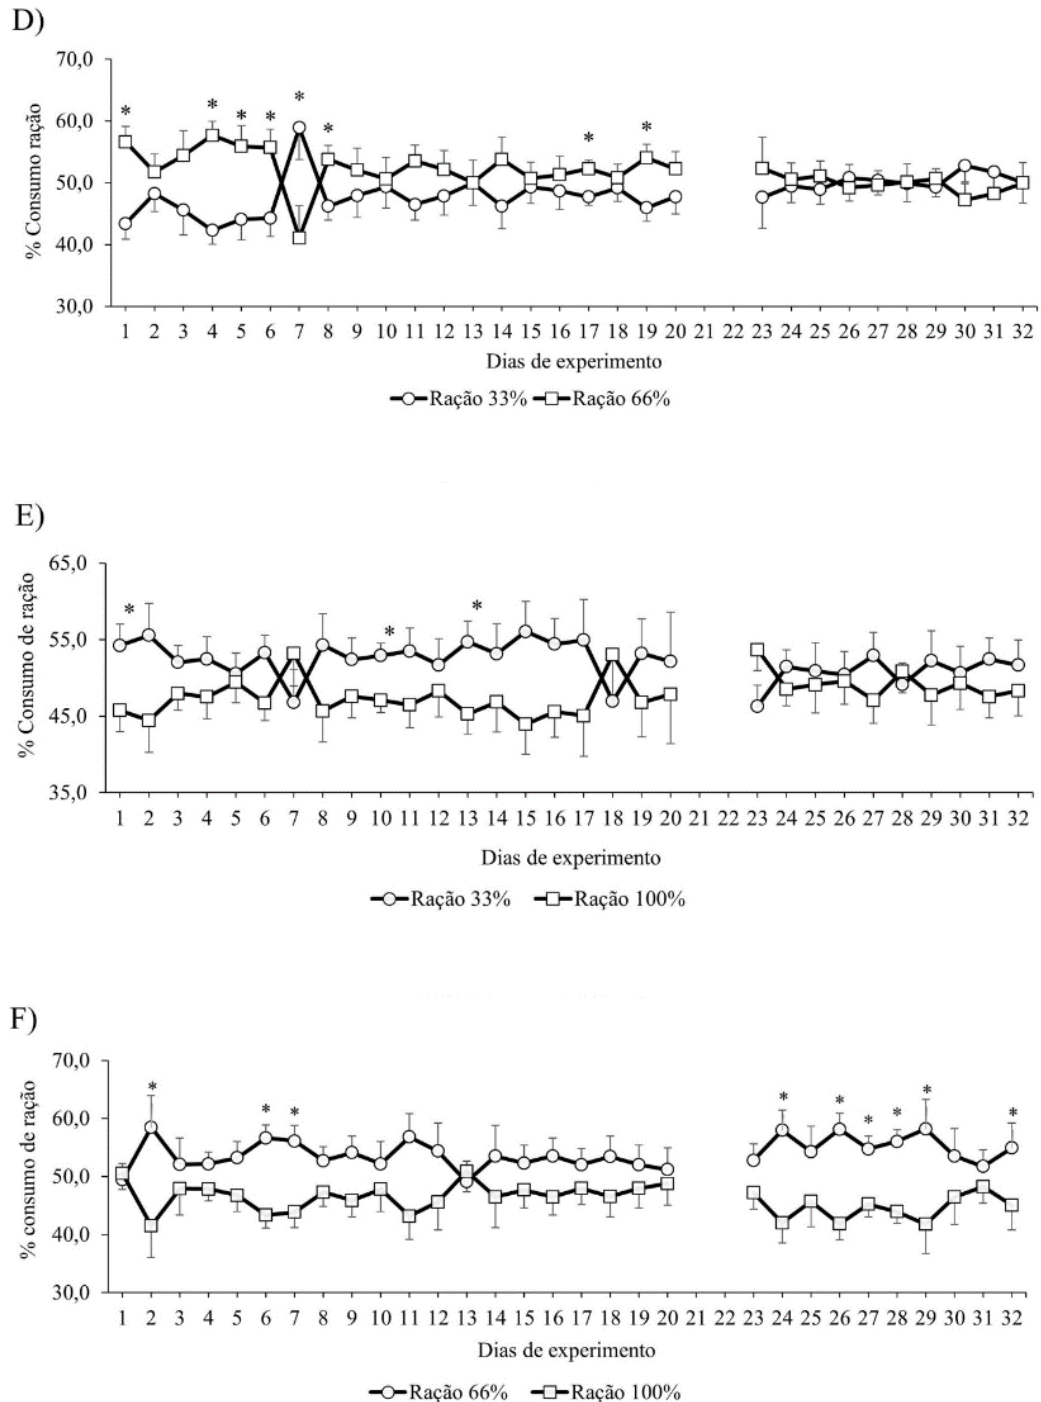 D)
70,0
60,0
50,0
40,0
30,0
% Consumo ração
* * * * * * * *
1 2 3 4 5 6 7 8 9 10 11 12 13 14 15 16 17 18 19 20 21 22 23 24 25 26 27 28 29 30 31 32
Dias de experimento
Ração 33% Ração 66%
E)
65,0
55,0
45,0
35,0
% Consumo de ração
* * *
1 2 3 4 5 6 7 8 9 10 11 12 13 14 15 16 17 18 19 20 21 22 23 24 25 26 27 28 29 30 31 32
Dias de experimento
Ração 33% Ração 100%
F)
70,0
60,0
50,0
40,0
30,0
% consumo de ração
* * * * * * * * *
1 2 3 4 5 6 7 8 9 10 11 12 13 14 15 16 17 18 19 20 21 22 23 24 25 26 27 28 29 30 31 32
Dias de experimento
Ração 66% Ração 100%